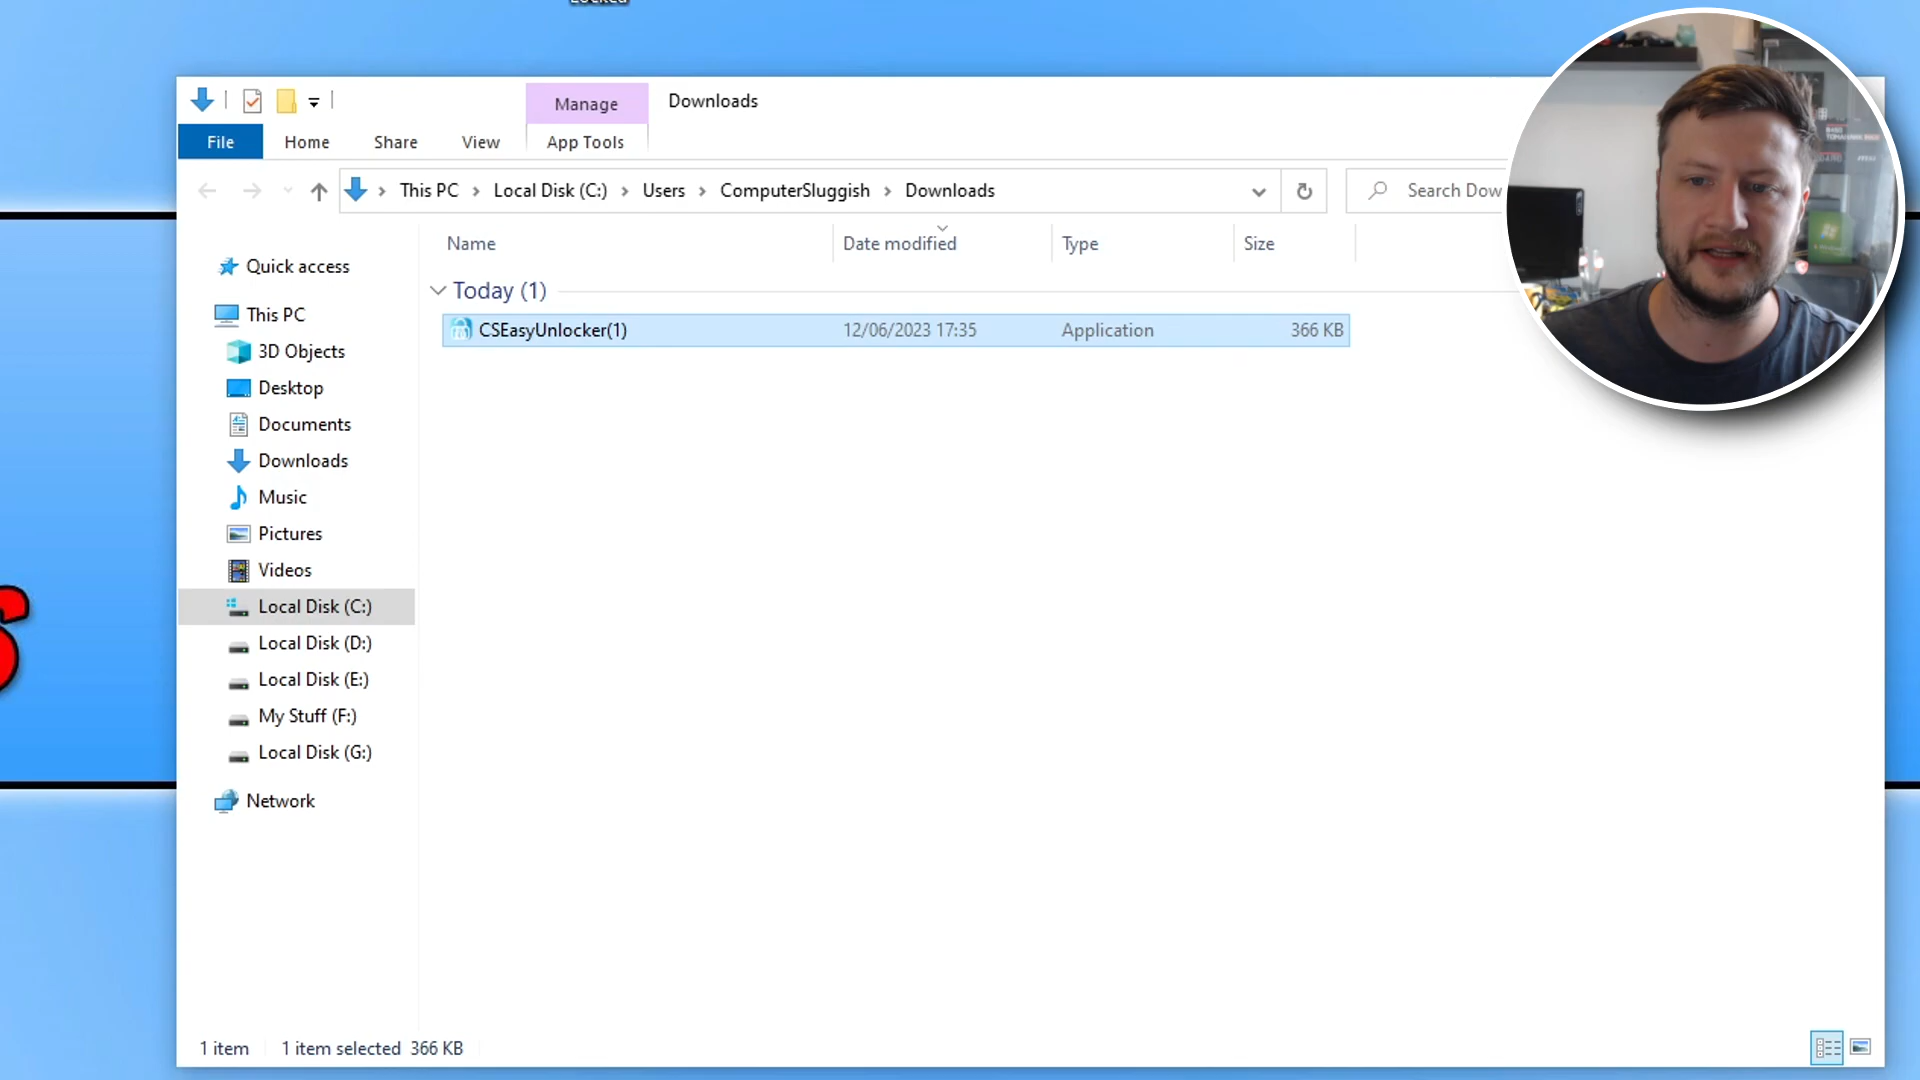 Locked
Manage
Downloads
File
Home
Share
View
App Tools
This PC
Local Disk (C:)
Users
ComputerSluggish
Downloads
Search Dow
Name
Date modified
Type
Size
Quick access
Today (1)
This PC
CSEasyUnlocker(1)
12/06/2023 17:35
Application
366 KB
3D Objects
Desktop
Documents
Downloads
Music
Pictures
Videos
Local Disk (C:)
Local Disk (D:)
Local Disk (E:)
My Stuff (F:)
Local Disk (G:)
Network
1 item
1 item selected 366 KB